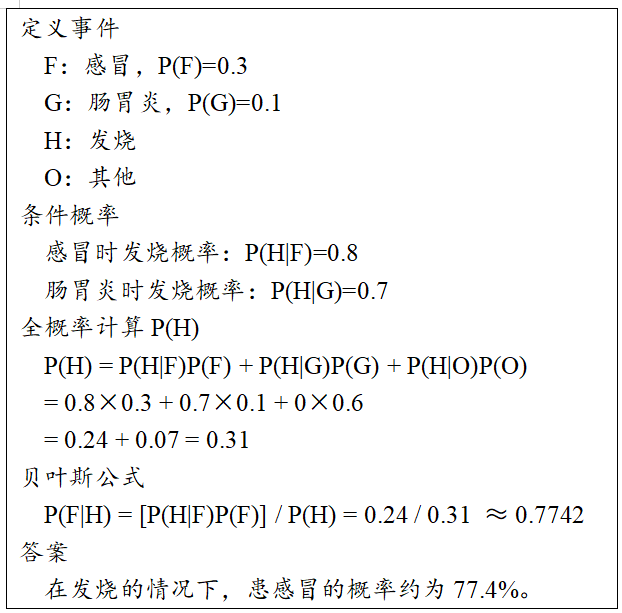 定义事件
F：感冒，P(F)=0.3
G：肠胃炎，P(G)=0.1
H：发烧
O：其他
条件概率
感冒时发烧概率：P(H|F)=0.8
肠胃炎时发烧概率：P(H|G)=0.7
全概率计算 P(H)
P(H) = P(H|F)P(F) + P(H|G)P(G) + P(H|O)P(O)
= 0.8×0.3 + 0.7×0.1 + 0×0.6
= 0.24 + 0.07 = 0.31
贝叶斯公式
P(F|H) = [P(H|F)P(F)] / P(H) = 0.24 / 0.31 ≈ 0.7742
答案
在发烧的情况下，患感冒的概率约为 77.4%。